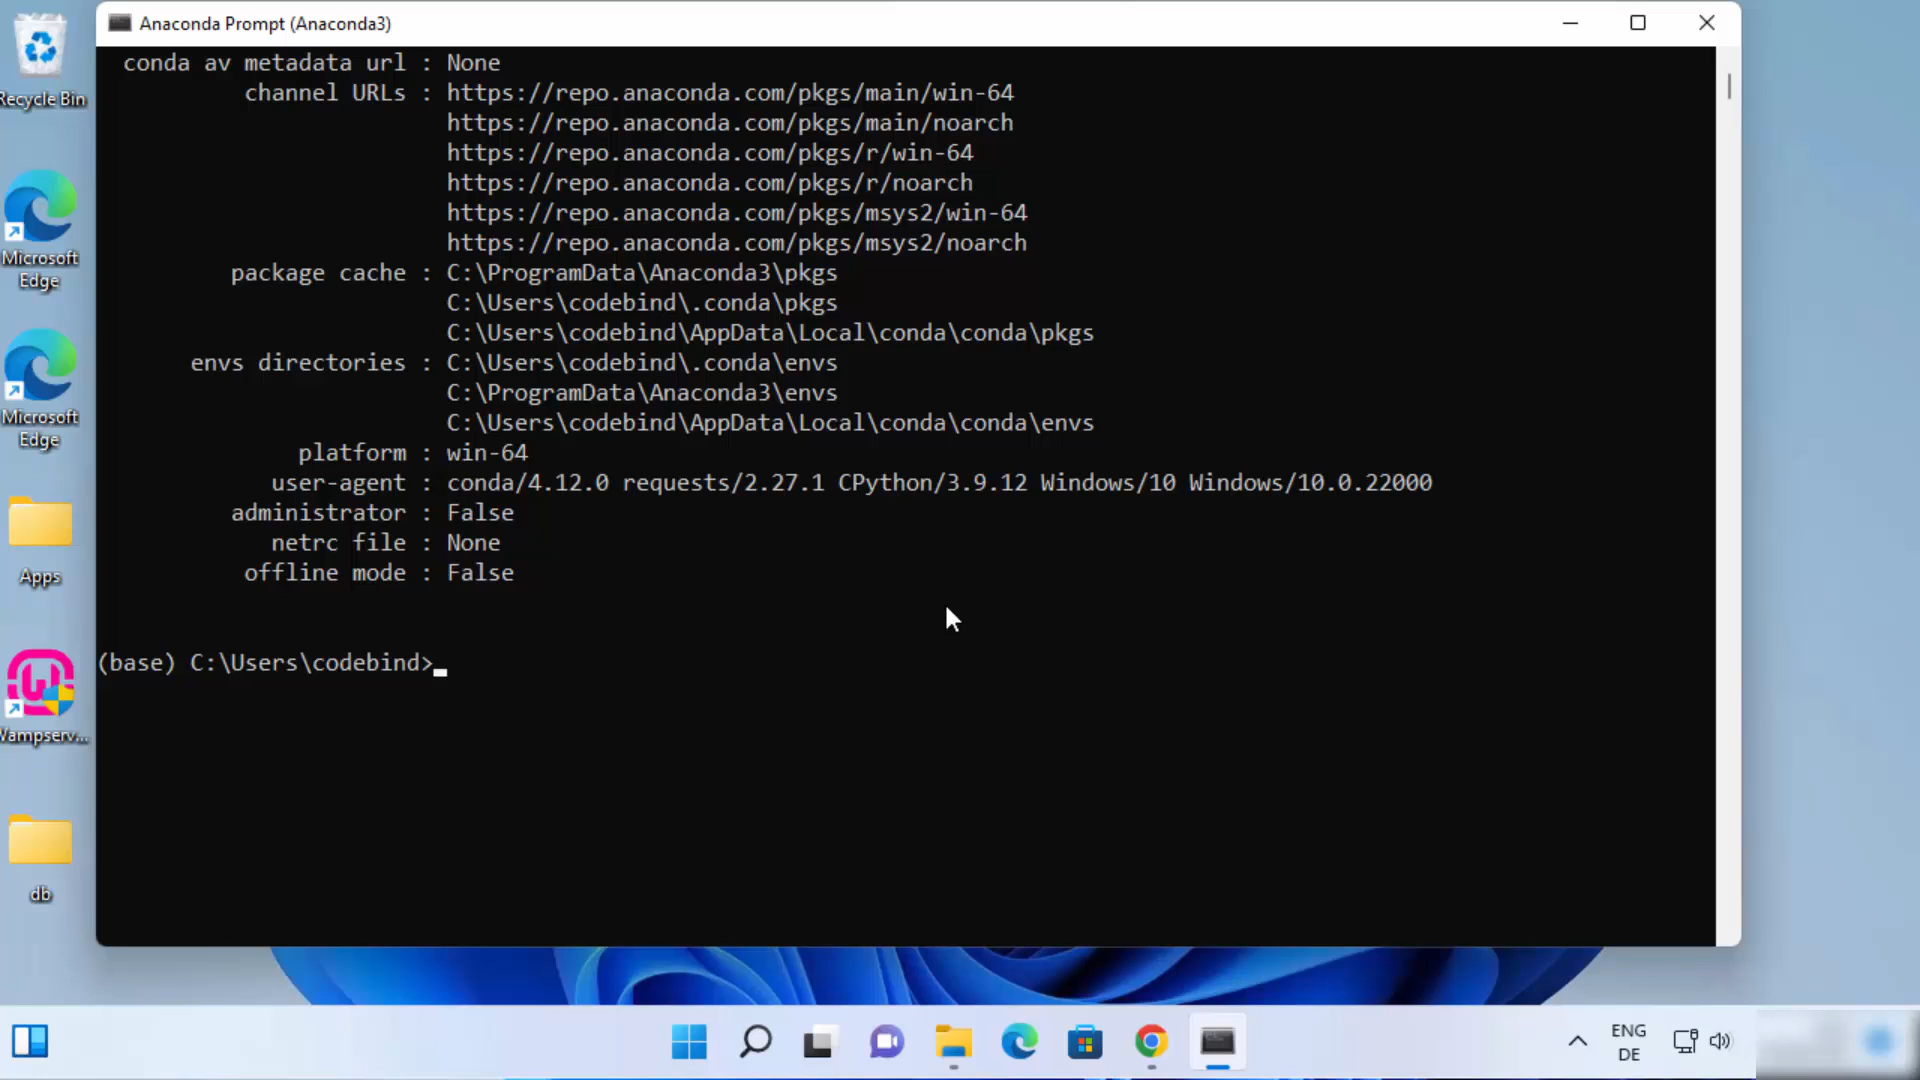 Anaconda Prompt (Anaconda3)
conda av metadata url : None
channel URLs : https://repo.anaconda.com/pkgs/main/win-64
https://repo.anaconda.com/pkgs/main/noarch
https://repo.anaconda.com/pkgs/r/win-64
https://repo.anaconda.com/pkgs/r/noarch
https://repo.anaconda.com/pkgs/msys2/win-64
https://repo.anaconda.com/pkgs/msys2/noarch
package cache : C:\ProgramData\Anaconda3\pkgs
C:\Users\codebind\.conda\pkgs
C:\Users\codebind\AppData\Local\conda\conda\pkgs
envs directories : C:\Users\codebind\.conda\envs
C:\ProgramData\Anaconda3\envs
C:\Users\codebind\AppData\Local\conda\conda\envs
platform : win-64
user-agent : conda/4.12.0 requests/2.27.1 CPython/3.9.12 Windows/10 Windows/10.0.22000
administrator : False
netrc file : None
offline mode : False
(base) C:\Users\codebind>
Recycle Bin
Microsoft
Edge
Microsoft
Edge
Apps
Wampserv...
db
ENG
DE